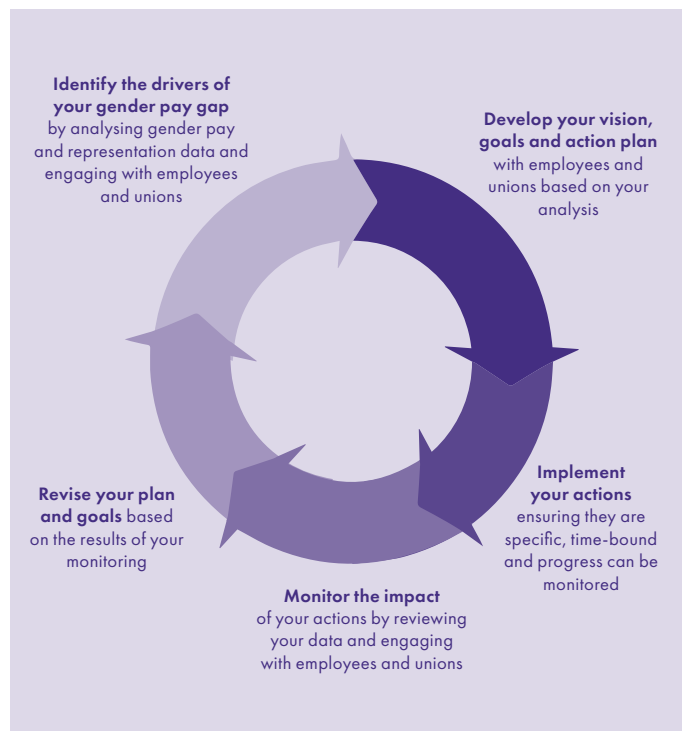 Identify the drivers of
your gender pay gap
by analysing gender pay
and representation data and
engaging with employees
and unions
Develop your vision,
goals and action plan
with employees and
unions based on your
analysis
Implement
your actions
ensuring they are
specific, time-bound
and progress can be
monitored
Monitor the impact
of your actions by reviewing
your data and engaging
with employees and unions
Revise your plan
and goals based
on the results of your
monitoring